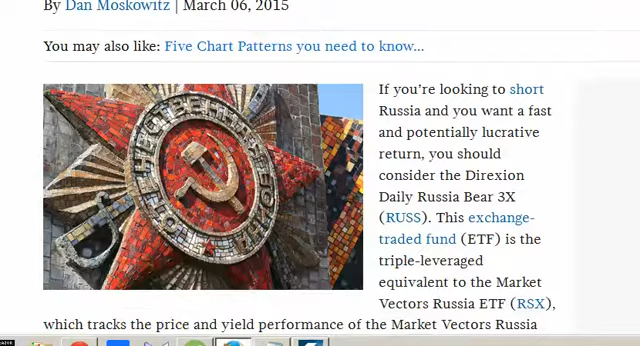 By Dan Moskowitz | March 06, 2015
You may also like: Five Chart Patterns you need to know...
If you're looking to short
Russia and you want a fast
and potentially lucrative
return, you should
consider the Direxion
Daily Russia Bear 3X
(RUSS). This exchange-
traded fund (ETF) is the
triple-leveraged
equivalent to the Market
Vectors Russia ETF (RSX),
which tracks the price and yield performance of the Market Vectors Russia